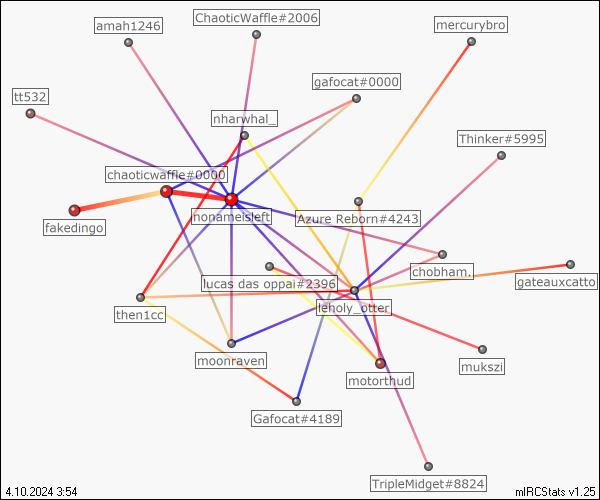 ChaoticWaffle#2006
amah1246
mercurybro
gafocat#0000
tt532
nharwhal_
Thinker#5995
chaoticwaffle#0000
nonameisleft
Azure Reborn#4243
fakedingo
chobham.
lucas das oppai#2396
gateauxcatto
leholy_otter
then1cc
moonraven
mukszi
motorthud
Gafocat#4189
TripleMidget#8824
4.10.2024 3:54
mIRCStats v1.25